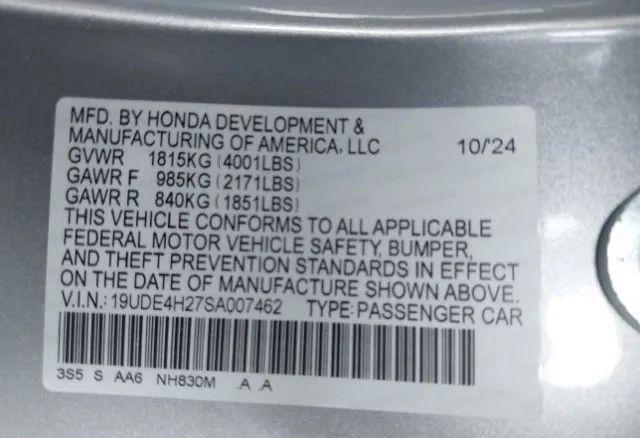 MFD. BY HONDA DEVELOPMENT &
MANUFACTURING OF AMERICA, LLC 10/'24
GVWR 1815KG (4001LBS)
GAWR F 985KG (2171LBS)
GAWR R 840KG (1851LBS)
THIS VEHICLE CONFORMS TO ALL APPLICABLE
FEDERAL MOTOR VEHICLE SAFETY, BUMPER,
AND THEFT PREVENTION STANDARDS IN EFFECT
ON THE DATE OF MANUFACTURE SHOWN ABOVE.
V.I.N.: 19UDE4H27SA007462 TYPE: PASSENGER CAR
3S5 S AA6 NH830M .A .A